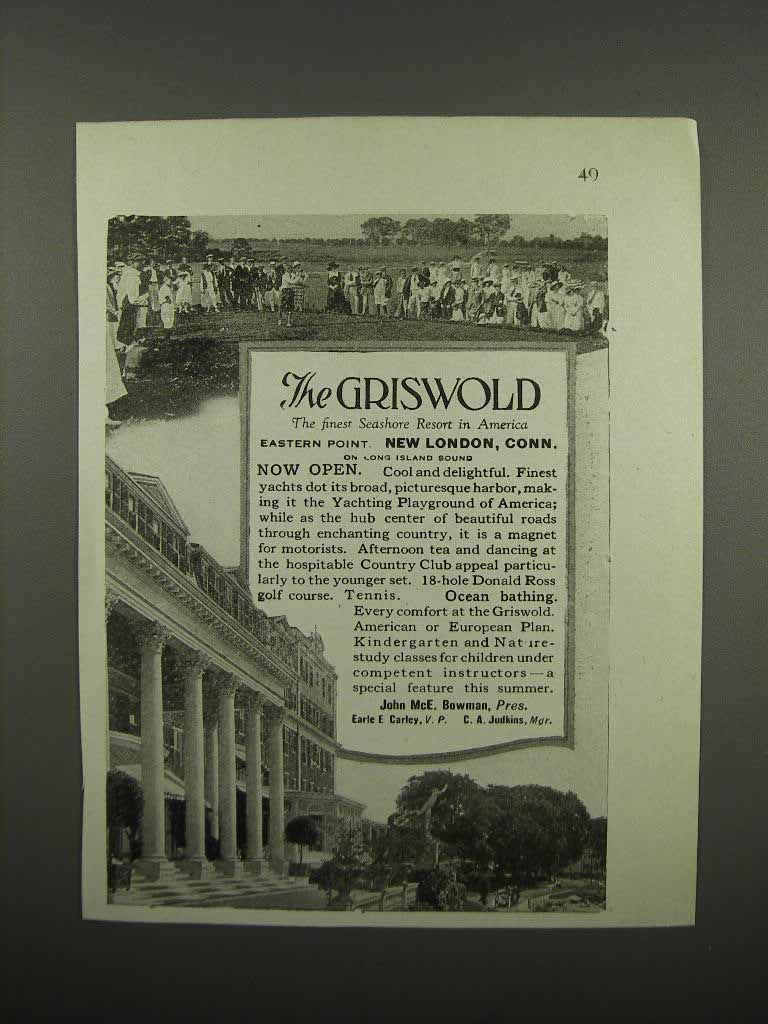 49
The GRISWOLD
The finest Seashore Resort in America
EASTERN POINT. NEW LONDON, CONN.
ON LONG ISLAND SOUND
NOW OPEN. Cool and delightful. Finest
yachts dot its broad, picturesque harbor, mak-
ing it the Yachting Playground of America;
while as the hub center of beautiful roads
through enchanting country, it is a magnet
for motorists. Afternoon tea and dancing at
the hospitable Country Club appeal particu-
larly to the younger set. 18-hole Donald Ross
golf course. Tennis. Ocean bathing.
Every comfort at the Griswold.
American or European Plan.
Kindergarten and Nature-
study classes for children under
competent instructors—a
special feature this summer.
John McE. Bowman, Pres.
Earle E Carley, V. P. C. A. Judkins, Mgr.